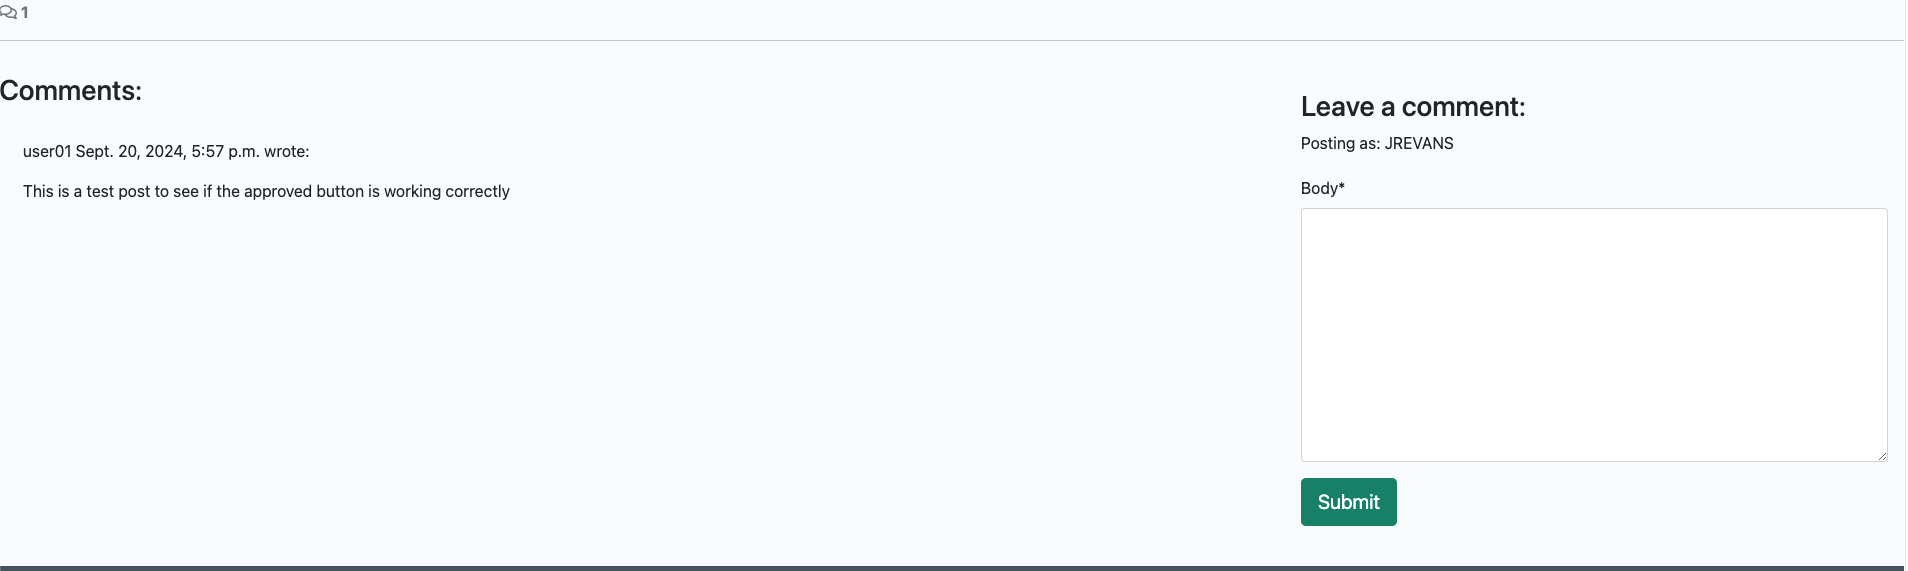 1
Comments:
user01 Sept. 20, 2024, 5:57 p.m. wrote:
This is a test post to see if the approved button is working correctly
Leave a comment:
Posting as: JREVANS
Body*
Submit